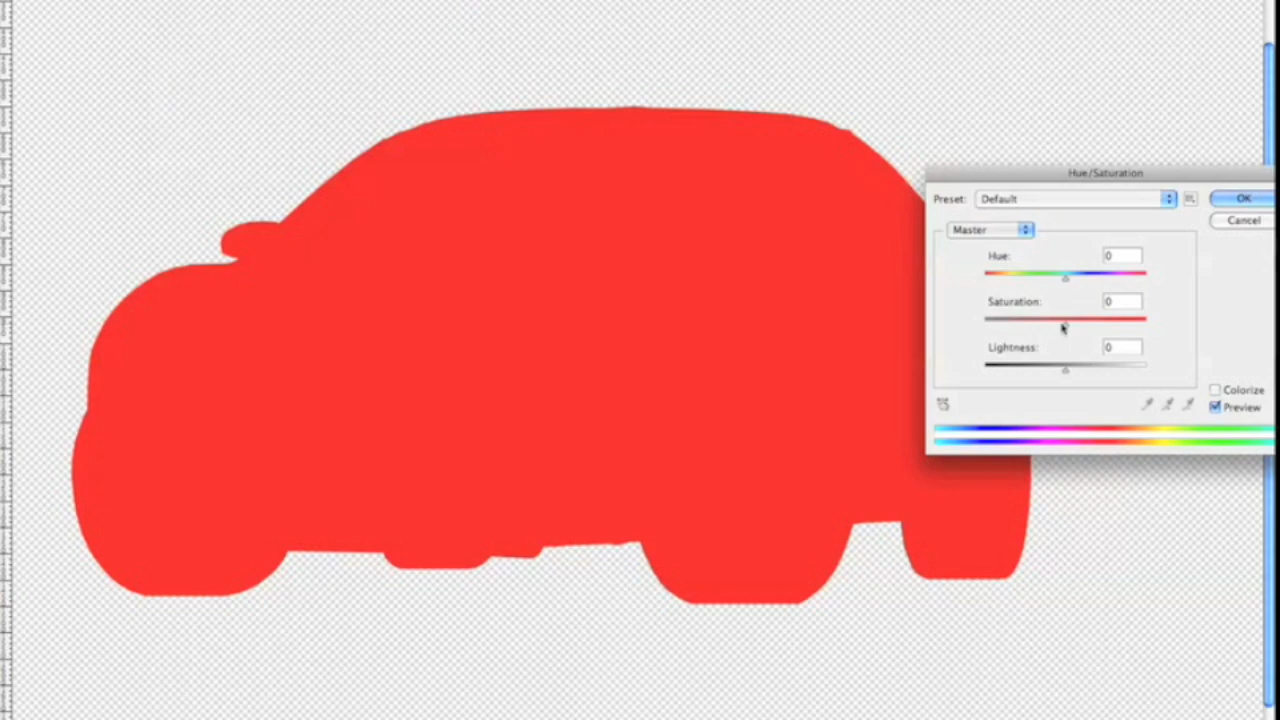 Hue/Saturation
Preset: Default
OK
Cancel
Master
Hue: 0
Saturation: 0
Lightness: 0
Colorize
Preview